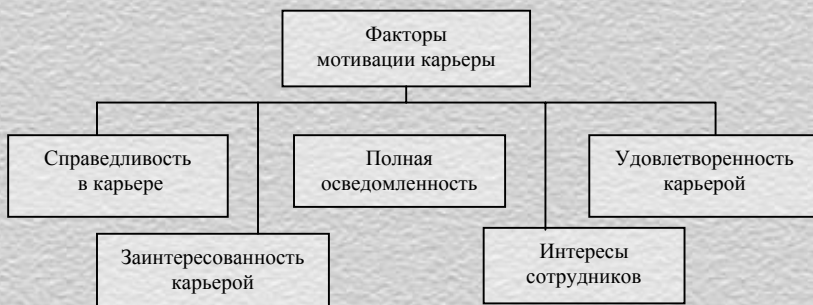 Факторы
мотивации карьеры
Справедливость
в карьере
Полная
осведомленность
Удовлетворенность
карьерой
Заинтересованность
карьерой
Интересы
сотрудников